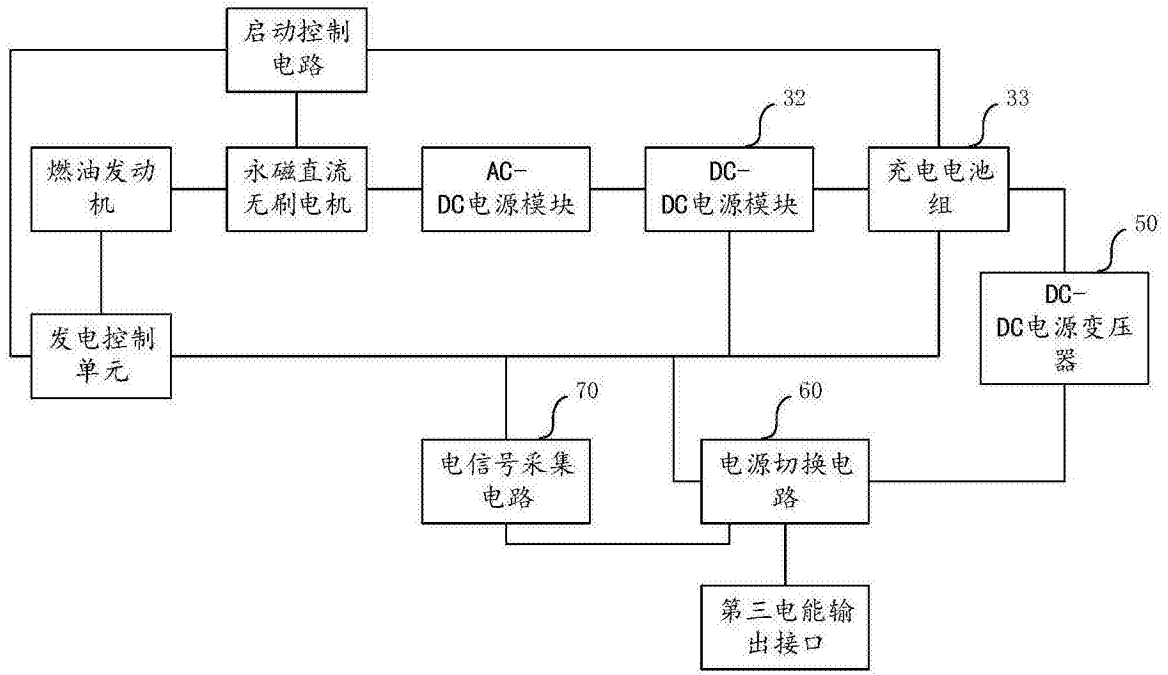 启动控制
电路
32
33
燃油发动
机
永磁直流
无刷电机
AC-
DC电源模块
DC-
DC电源模块
充电电池
组
50
DC-
DC电源变压
器
发电控制
单元
70
60
电信号采集
电路
电源切换电
路
第三电能输
出接口